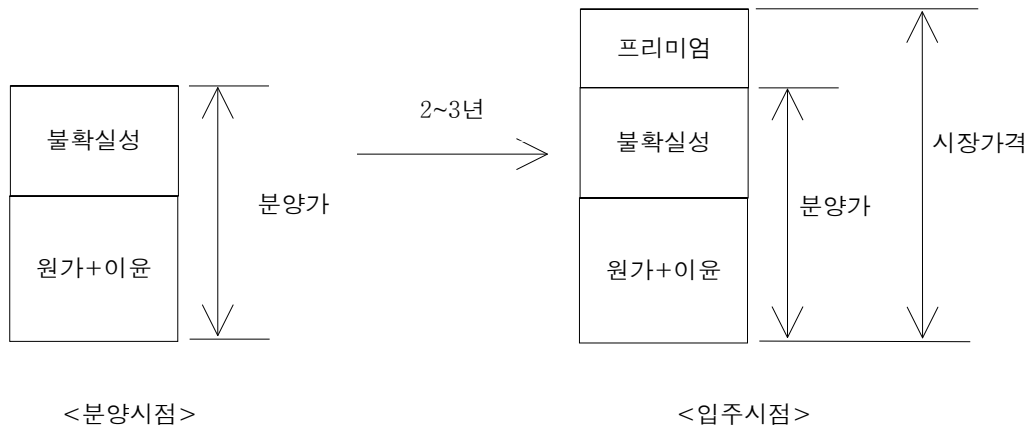 프리미엄
불확실성
2~3년
불확실성
시장가격
분양가
분양가
원가+이윤
원가+이윤
<분양시점>
<입주시점>